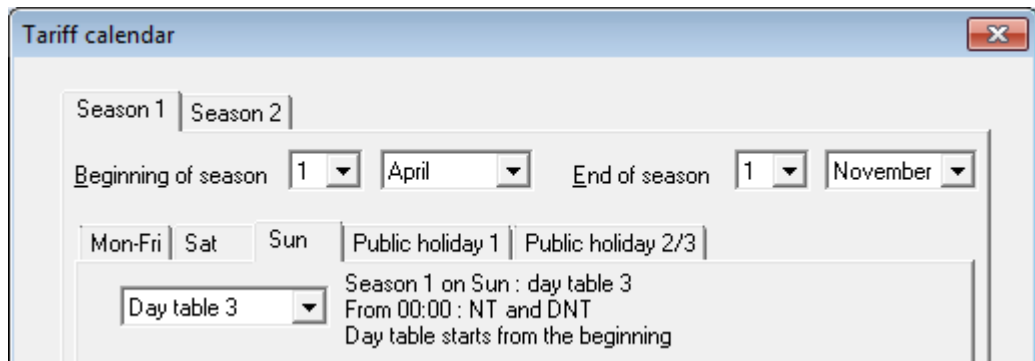 Tariff calendar
Season 1 Season 2
Beginning of season 1 April End of season 1 November
Mon-Fri Sat Sun Public holiday 1 Public holiday 2/3
Day table 3
Season 1 on Sun : day table 3
From 00:00 : NT and DNT
Day table starts from the beginning